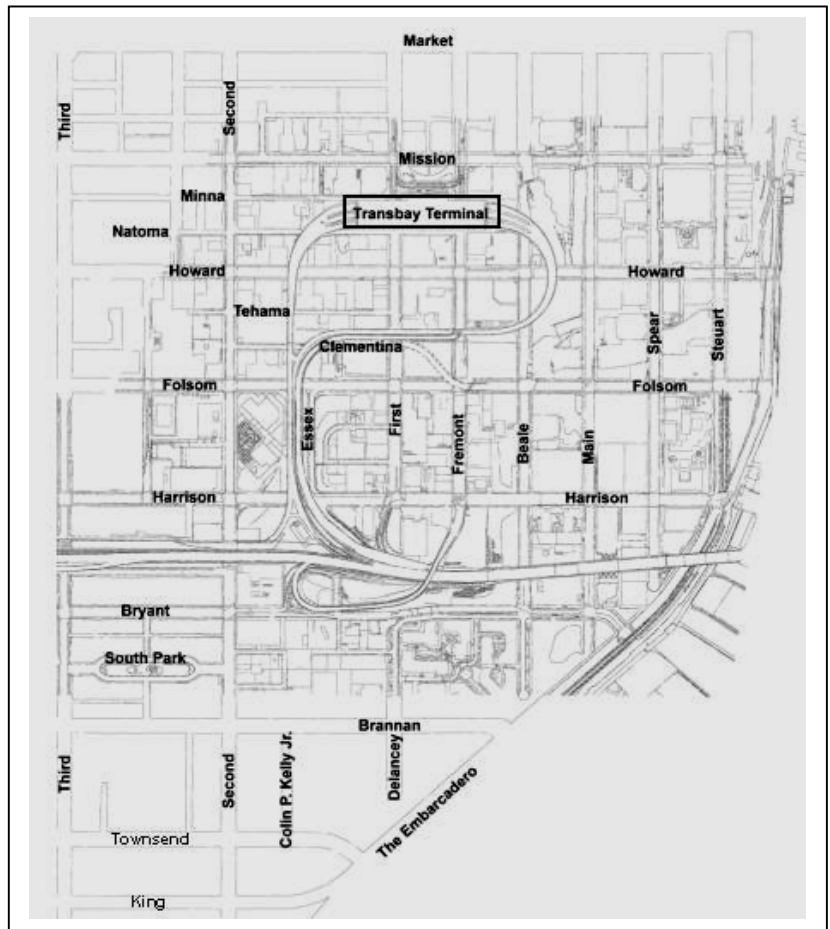 Market
Third
Second
Mission
Minna
Transbay Terminal
Natoma
Howard
Howard
Tehama
Spear
Steuart
Clementina
Folsom
Folsom
Essex
First
Fremont
Beale
Main
Harrison
Harrison
Bryant
South Park
Brannan
Third
Second
Colin P. Kelly Jr.
Delancey
The Embarcadero
Townsend
King